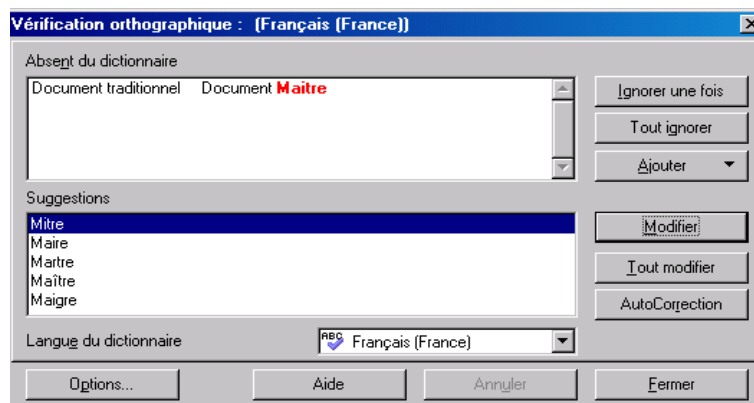 Vérification orthographique : (Français (France))
Absent du dictionnaire
Document traditionnel Document Maitre
Ignorer une fois
Tout ignorer
Ajouter
Suggestions
Mitre
Maire
Martre
Maître
Maigre
Modifier
Tout modifier
AutoCorrection
Langue du dictionnaire
ABC Français (France)
Options...
Aide
Annuler
Fermer